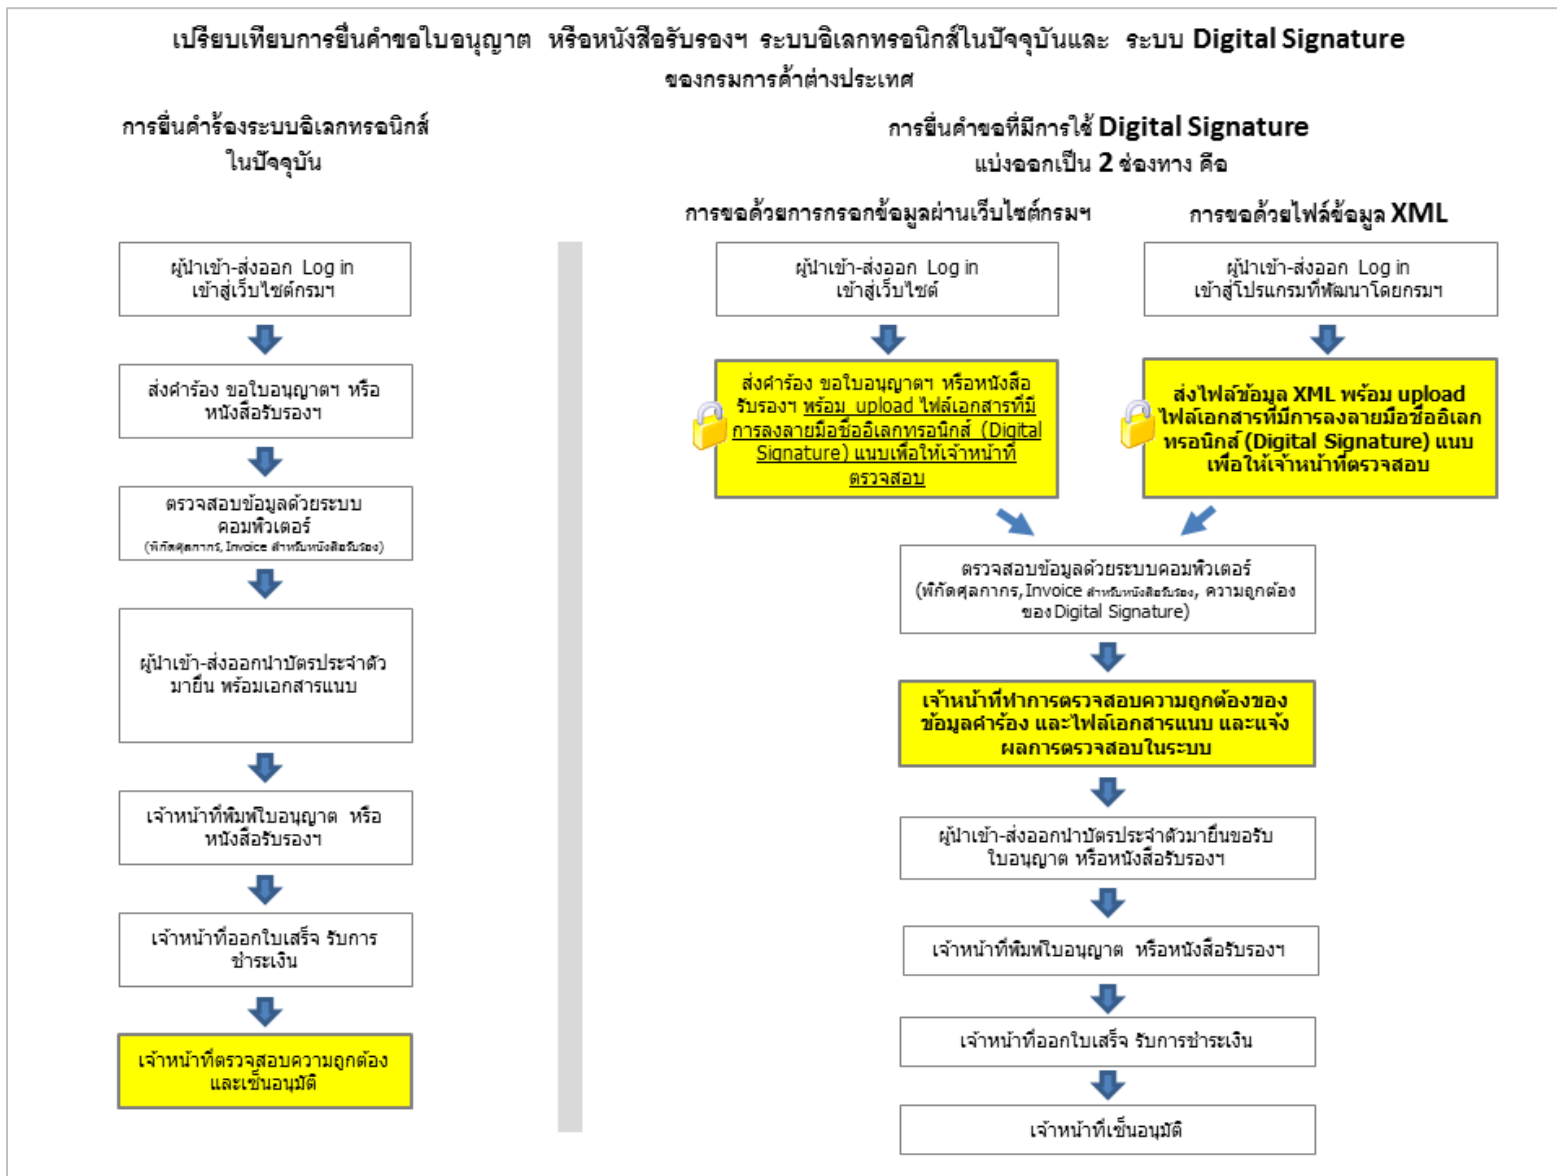 เปรียบเทียบการยื่นคำขอใบอนุญาต หรือหนังสือรับรองฯ ระบบอิเลกทรอนิกส์ในปัจจุบันและ ระบบ Digital Signature
ของกรมการค้าต่างประเทศ
การยื่นคำร้องระบบอิเลกทรอนิกส์
ในปัจจุบัน
ผู้นำเข้า-ส่งออก Log in
เข้าสู่เว็บไซต์กรมฯ
ส่งคำร้อง ขอใบอนุญาตฯ หรือ
หนังสือรับรองฯ
ตรวจสอบข้อมูลด้วยระบบ
คอมพิวเตอร์
(พิกัดศุลกากร, Invoice สำหรับหนังสือรับรอง)
ผู้นำเข้า-ส่งออกนำบัตรประจำตัว
มายื่น พร้อมเอกสารแนบ
เจ้าหน้าที่พิมพ์ใบอนุญาต หรือ
หนังสือรับรองฯ
เจ้าหน้าที่ออกใบเสร็จ รับการ
ชำระเงิน
เจ้าหน้าที่ตรวจสอบความถูกต้อง
และเซ็นอนุมัติ
การยื่นคำขอที่มีการใช้ Digital Signature
แบ่งออกเป็น 2 ช่องทาง คือ
การขอด้วยการกรอกข้อมูลผ่านเว็บไซต์กรมฯ
ผู้นำเข้า-ส่งออก Log in
เข้าสู่เว็บไซต์
ส่งคำร้อง ขอใบอนุญาตฯ หรือหนังสือ
รับรองฯ พร้อม upload ไฟล์เอกสารที่มี
การลงลายมือชื่ออิเลกทรอนิกส์ (Digital
Signature) แนบเพื่อให้เจ้าหน้าที่
ตรวจสอบ
การขอด้วยไฟล์ข้อมูล XML
ผู้นำเข้า-ส่งออก Log in
เข้าสู่โปรแกรมที่พัฒนาโดยกรมฯ
ส่งไฟล์ข้อมูล XML พร้อม upload
ไฟล์เอกสารที่มีการลงลายมือชื่ออิเลก
ทรอนิกส์ (Digital Signature) แนบ
เพื่อให้เจ้าหน้าที่ตรวจสอบ
ตรวจสอบข้อมูลด้วยระบบคอมพิวเตอร์
(พิกัดศุลกากร, Invoice สำหรับหนังสือรับรอง, ความถูกต้อง
ของ Digital Signature)
เจ้าหน้าที่ทำการตรวจสอบความถูกต้องของ
ข้อมูลคำร้อง และไฟล์เอกสารแนบ และแจ้ง
ผลการตรวจสอบในระบบ
ผู้นำเข้า-ส่งออกนำบัตรประจำตัวมายื่นขอรับ
ใบอนุญาต หรือหนังสือรับรองฯ
เจ้าหน้าที่พิมพ์ใบอนุญาต หรือหนังสือรับรองฯ
เจ้าหน้าที่ออกใบเสร็จ รับการชำระเงิน
เจ้าหน้าที่เซ็นอนุมัติ